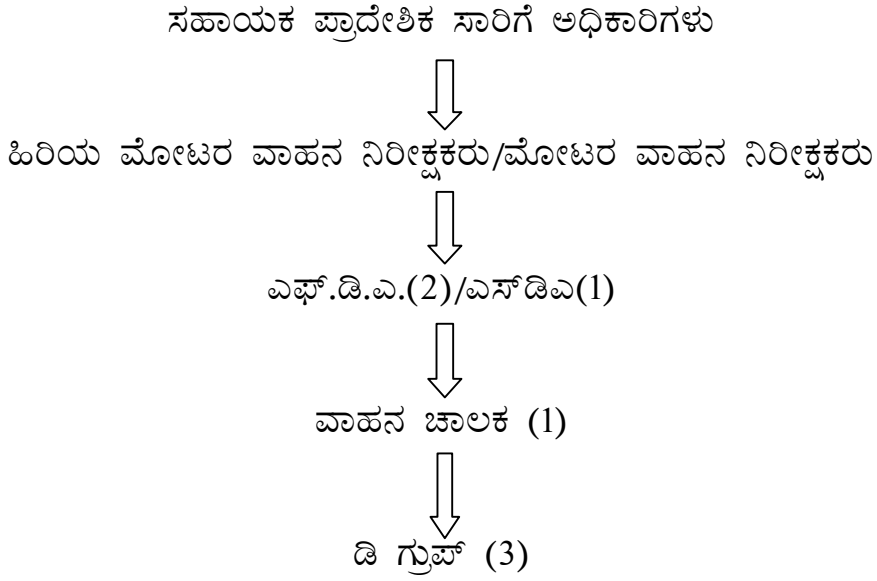 ಸಹಾಯಕ ಪ್ರಾದೇಶಿಕ ಸಾರಿಗೆ ಅಧಿಕಾರಿಗಳು
ಹಿರಿಯ ಮೋಟರ ವಾಹನ ನಿರೀಕ್ಷಕರು/ಮೋಟರ ವಾಹನ ನಿರೀಕ್ಷಕರು
ಎಫ್.ಡಿ.ಎ.(2)/ಎಸ್‌ಡಿಎ(1)
ವಾಹನ ಚಾಲಕ (1)
ಡಿ ಗ್ರುಪ್ (3)